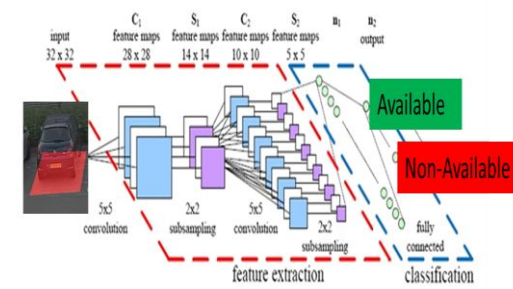 input
32 x 32
C₁
feature maps
28 x 28
S₁
feature maps
14 x 14
C₂
feature maps
10 x 10
S₂
feature maps
5 x 5
n₁
n₂
output
Available
Non-Available
5x5
convolution
2x2
subsampling
5x5
convolution
2x2
subsampling
fully
connected
feature extraction
classification